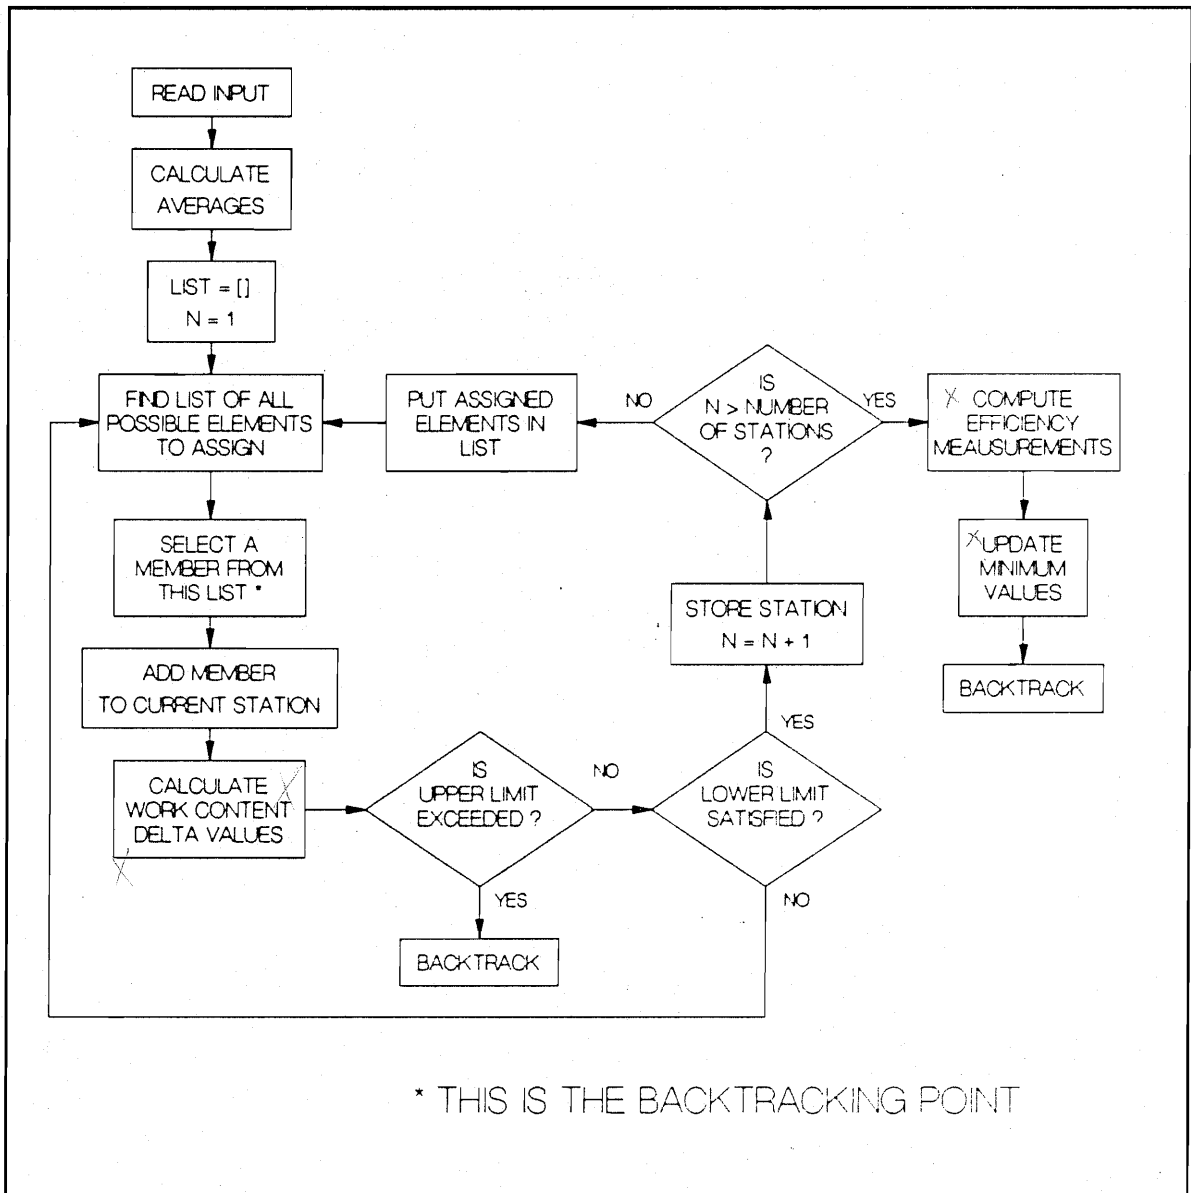 READ INPUT
CALCULATE
AVERAGES
LIST = []
N = 1
FIND LIST OF ALL
POSSIBLE ELEMENTS
TO ASSIGN
PUT ASSIGNED
ELEMENTS IN
LIST
NO
IS
N > NUMBER
OF STATIONS
?
YES
COMPUTE
EFFICIENCY
MEAUSUREMENTS
SELECT A
MEMBER FROM
THIS LIST *
UPDATE
MINIMUM
VALUES
STORE STATION
N = N + 1
ADD MEMBER
TO CURRENT STATION
BACKTRACK
YES
CALCULATE
WORK CONTENT
DELTA VALUES
IS
UPPER LIMIT
EXCEEDED ?
NO
IS
LOWER LIMIT
SATISFIED ?
YES
NO
BACKTRACK
* THIS IS THE BACKTRACKING POINT